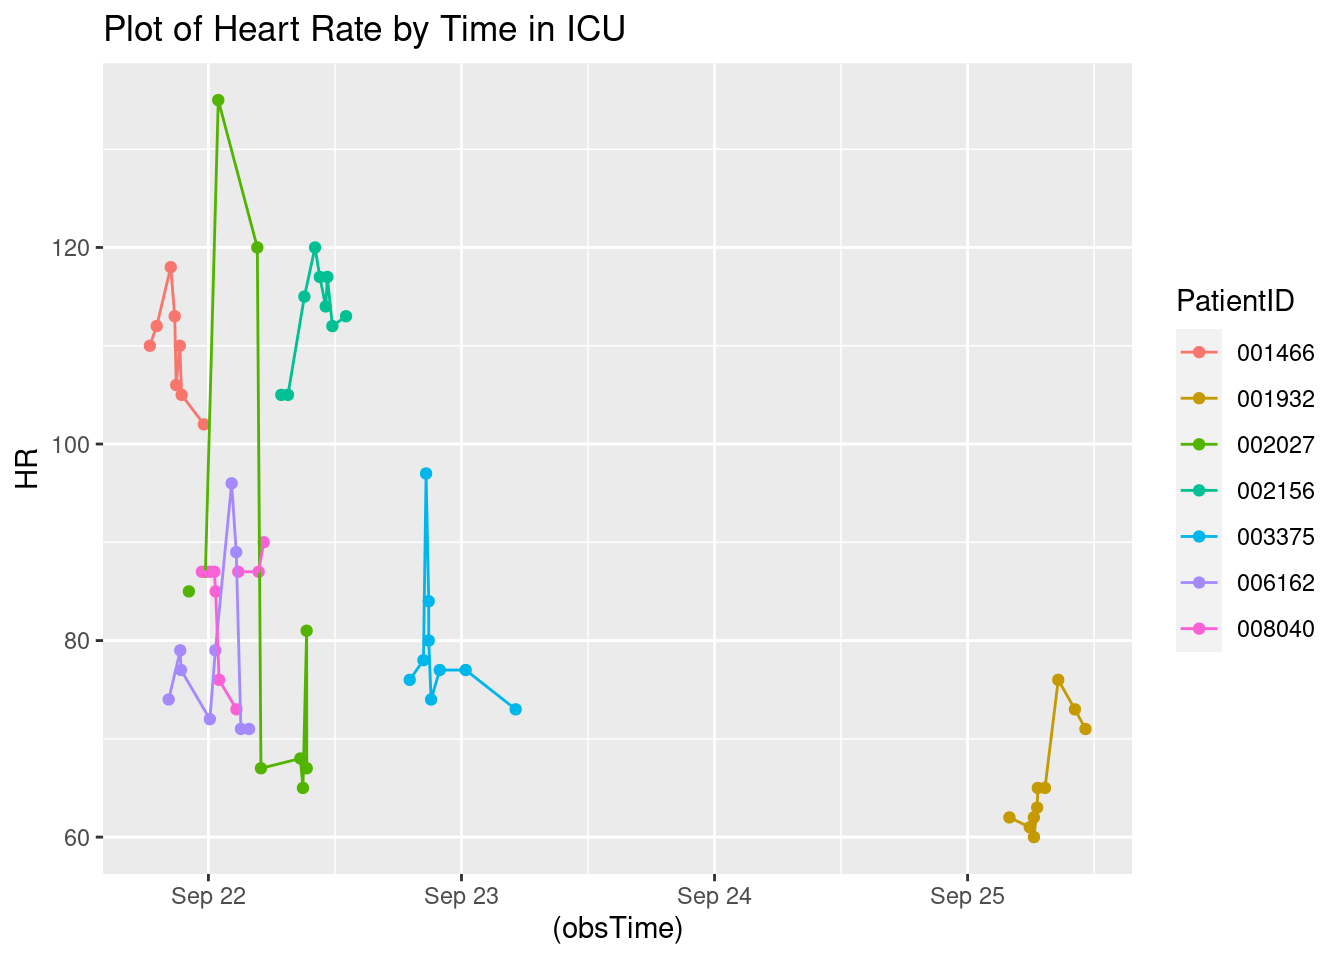 Plot of Heart Rate by Time in ICU
HR
120
100
80
60
Sep 22
Sep 23
Sep 24
Sep 25
(obsTime)
PatientID
001466
001932
002027
002156
003375
006162
008040